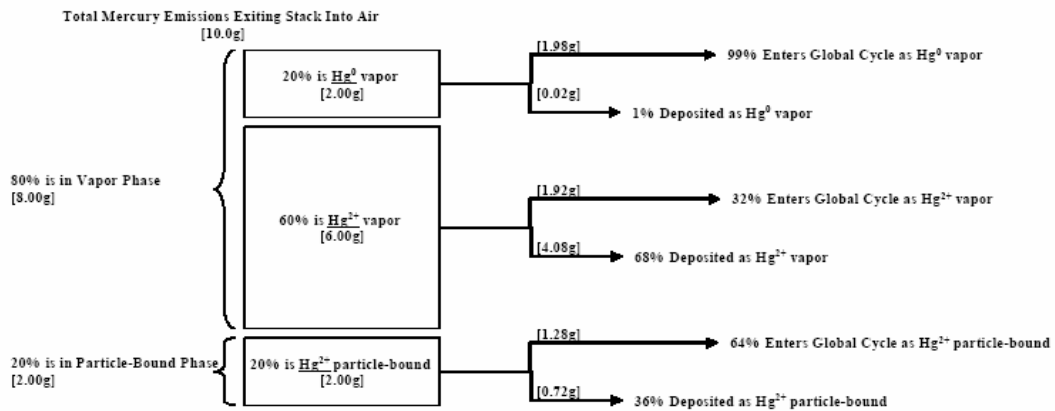 Total Mercury Emissions Exiting Stack Into Air
[10.0g]
20% is Hg⁰ vapor
[2.00g]
[1.98g]
99% Enters Global Cycle as Hg⁰ vapor
[0.02g]
1% Deposited as Hg⁰ vapor
80% is in Vapor Phase
[8.00g]
60% is Hg²⁺ vapor
[6.00g]
[1.92g]
32% Enters Global Cycle as Hg²⁺ vapor
[4.08g]
68% Deposited as Hg²⁺ vapor
20% is in Particle-Bound Phase
[2.00g]
20% is Hg²⁺ particle-bound
[2.00g]
[1.28g]
64% Enters Global Cycle as Hg²⁺ particle-bound
[0.72g]
36% Deposited as Hg²⁺ particle-bound